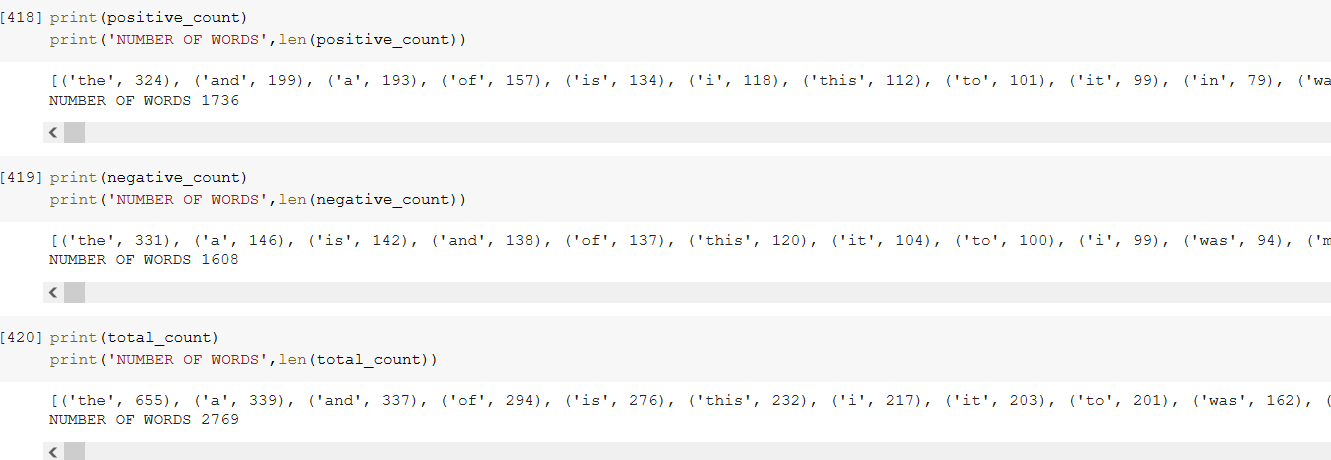 [418] print(positive_count)
print('NUMBER OF WORDS',len(positive_count))
[('the', 324), ('and', 199), ('a', 193), ('of', 157), ('is', 134), ('i', 118), ('this', 112), ('to', 101), ('it', 99), ('in', 79), ('wa
NUMBER OF WORDS 1736
[419] print(negative_count)
print('NUMBER OF WORDS',len(negative_count))
[('the', 331), ('a', 146), ('is', 142), ('and', 138), ('of', 137), ('this', 120), ('it', 104), ('to', 100), ('i', 99), ('was', 94), ('m
NUMBER OF WORDS 1608
[420] print(total_count)
print('NUMBER OF WORDS',len(total_count))
[('the', 655), ('a', 339), ('and', 337), ('of', 294), ('is', 276), ('this', 232), ('i', 217), ('it', 203), ('to', 201), ('was', 162), (
NUMBER OF WORDS 2769